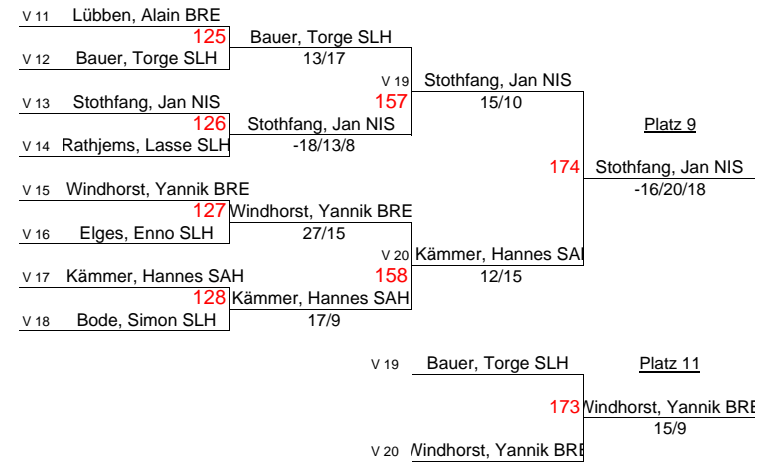 V 11 Lübben, Alain BRE
125 Bauer, Torge SLH
V 12 Bauer, Torge SLH 13/17
V 19 Stothfang, Jan NIS
V 13 Stothfang, Jan NIS 157 15/10
126 Stothfang, Jan NIS Platz 9
V 14 Rathjems, Lasse SLH -18/13/8
174 Stothfang, Jan NIS
V 15 Windhorst, Yannik BRE -16/20/18
127 Windhorst, Yannik BRE
V 16 Elges, Enno SLH 27/15
V 20 Kämmer, Hannes SAH
V 17 Kämmer, Hannes SAH 158 12/15
128 Kämmer, Hannes SAH
V 18 Bode, Simon SLH 17/9
V 19 Bauer, Torge SLH Platz 11
173 Windhorst, Yannik BRE
15/9
V 20 Windhorst, Yannik BRE